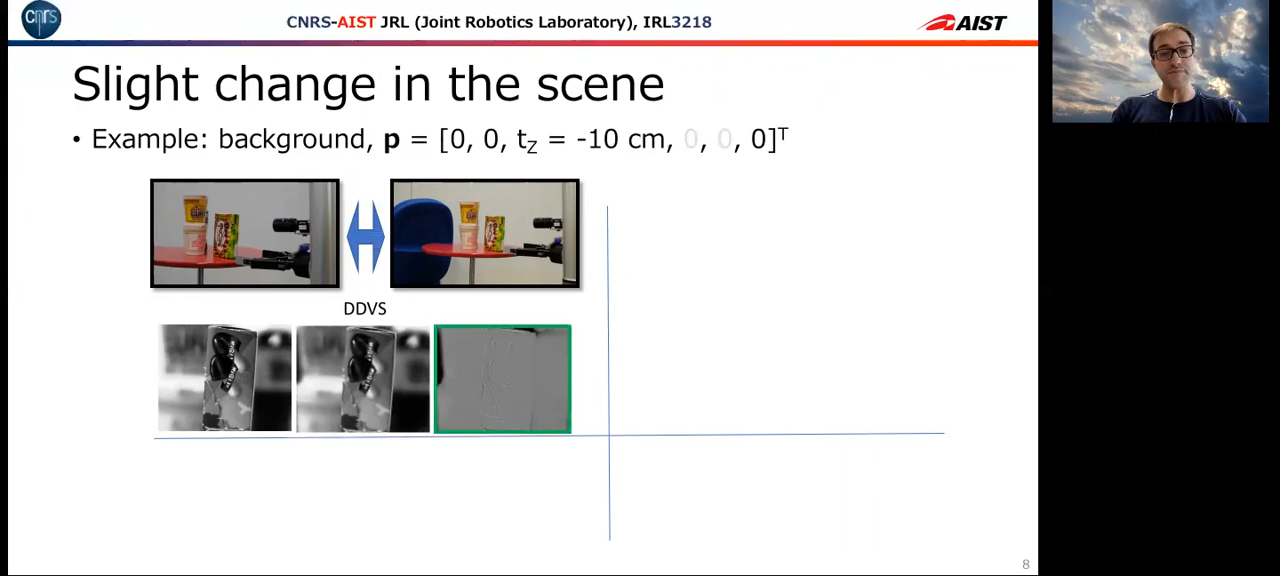 cnrs
CNRS-AIST JRL (Joint Robotics Laboratory), IRL3218
AIST
Slight change in the scene
• Example: background, p = [0, 0, tZ = -10 cm, 0, 0, 0]T
DDVS
8